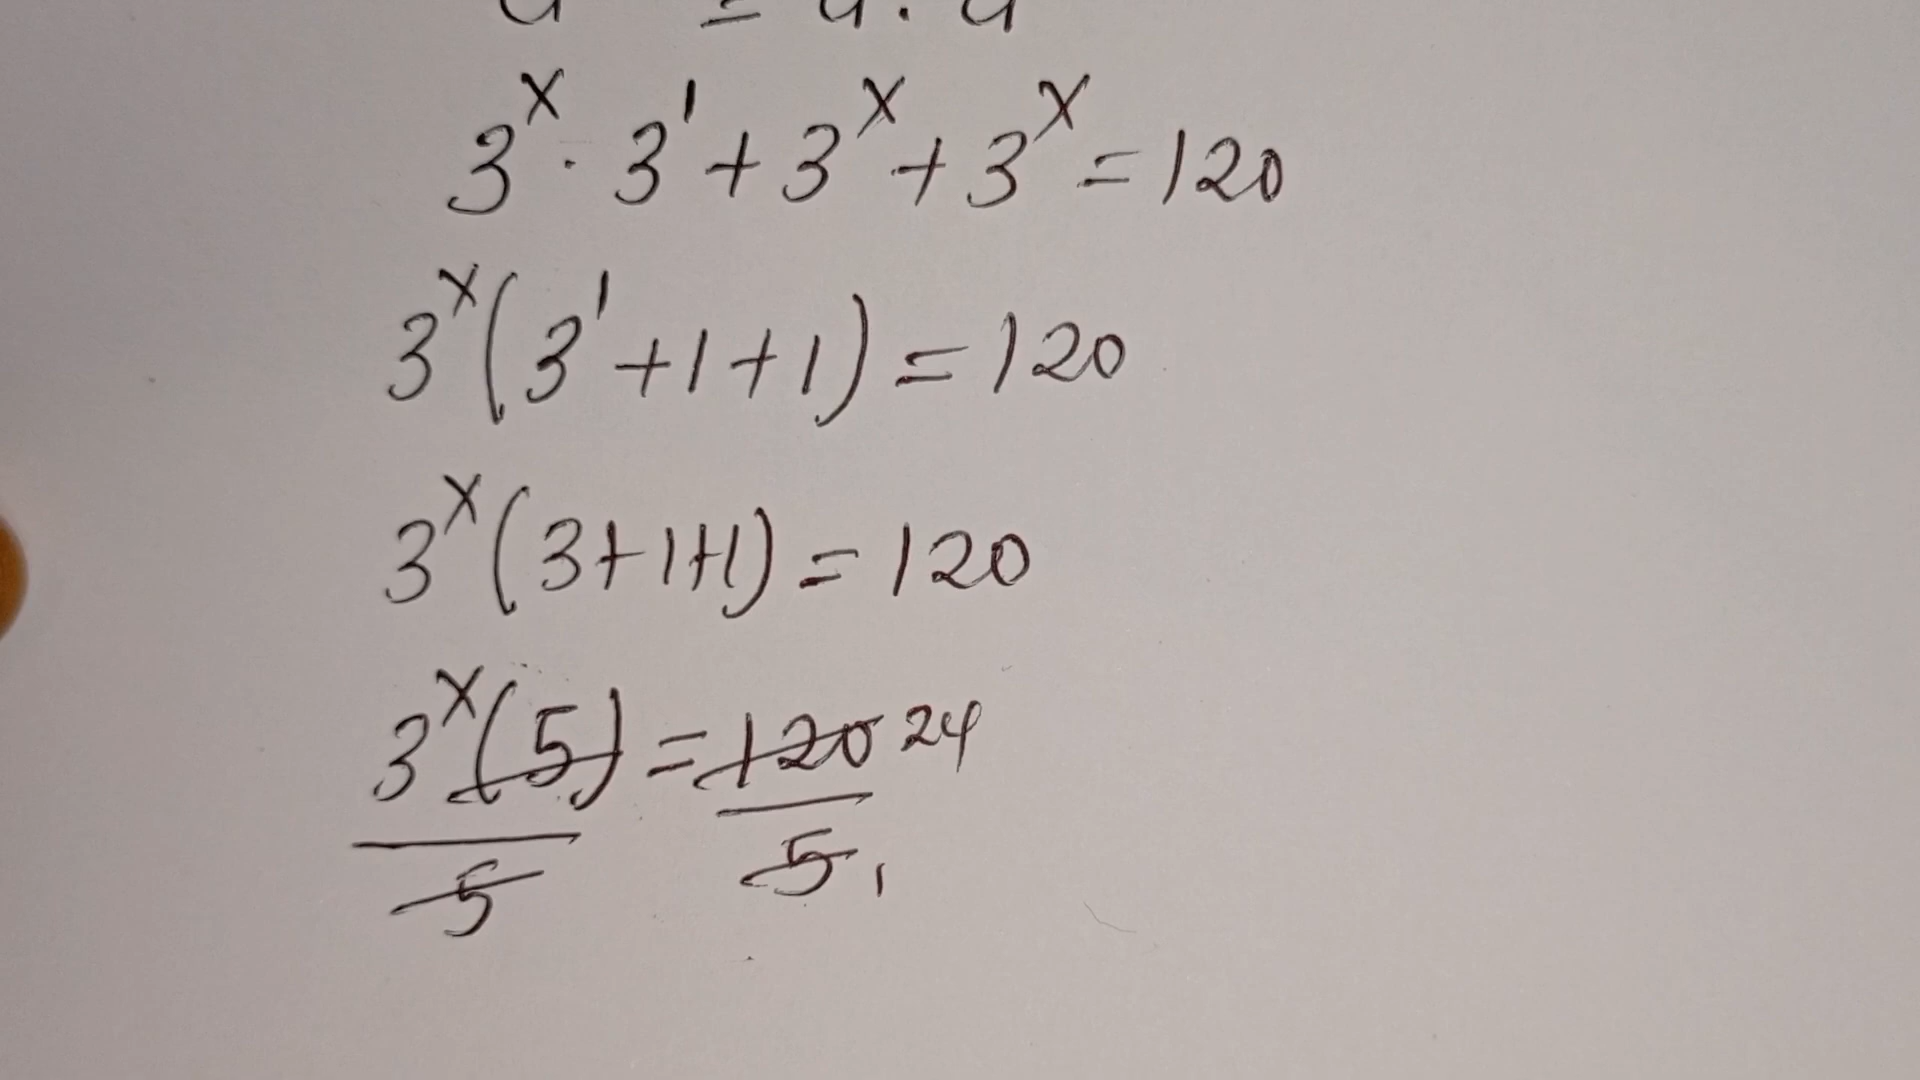 3^x · 3^1 + 3^x + 3^x = 120
3^x (3^1 + 1 + 1) = 120
3^x (3 + 1 + 1) = 120
3^x (5) = 120 24
5 5 1